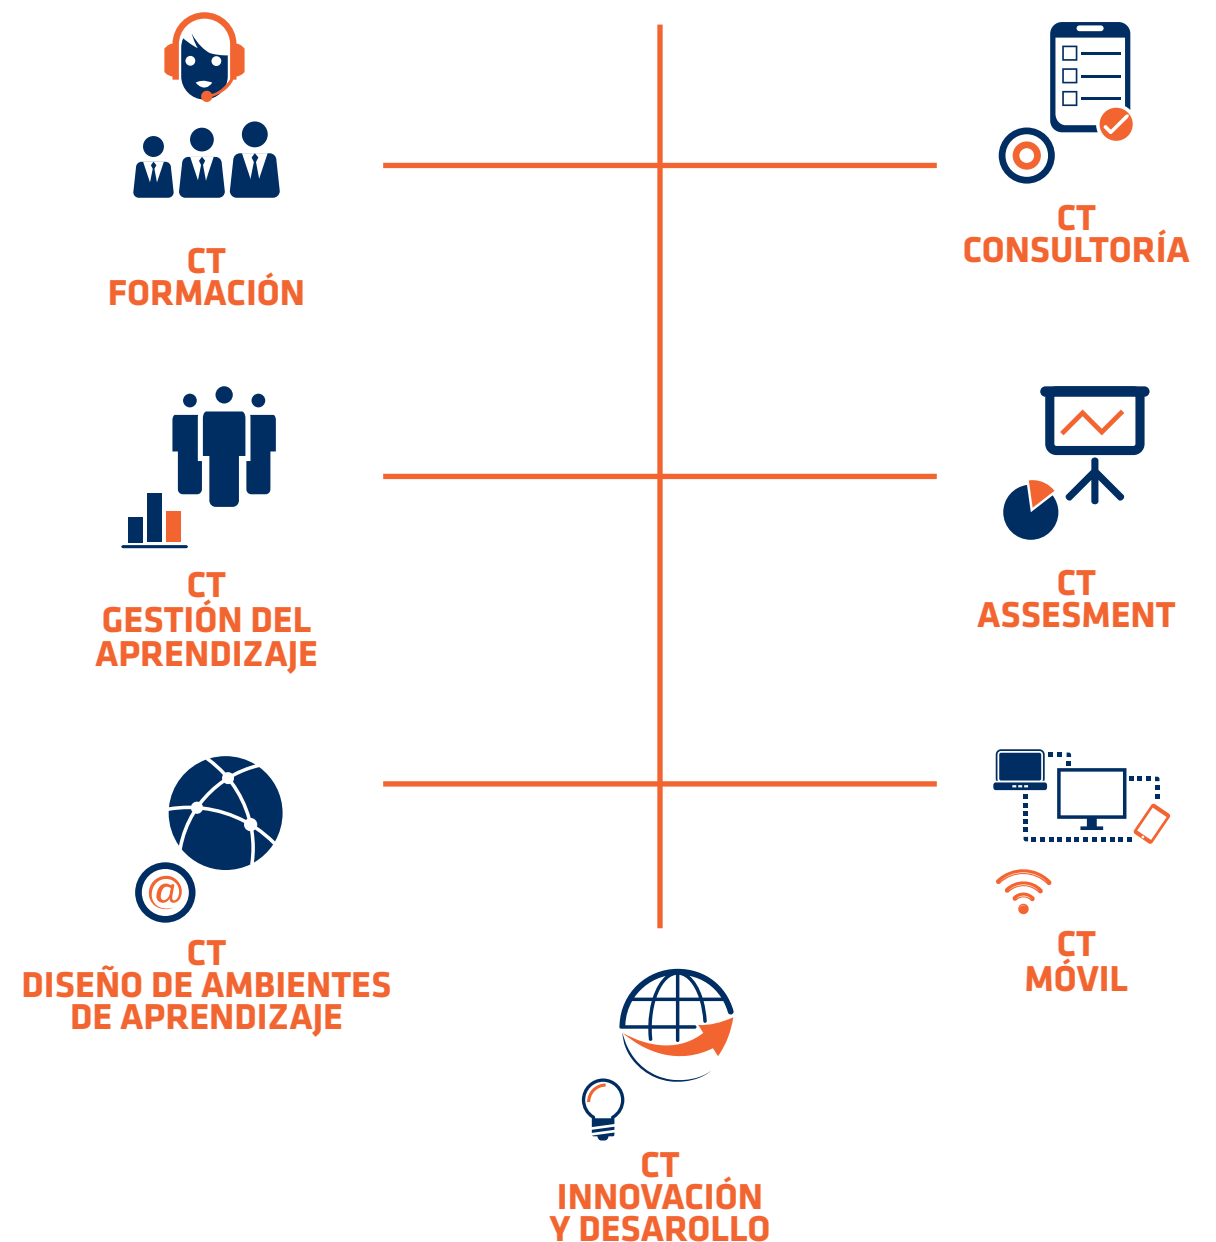 CT
FORMACIÓN
CT
CONSULTORÍA
CT
GESTIÓN DEL
APRENDIZAJE
CT
ASSESMENT
@
CT
DISEÑO DE AMBIENTES
DE APRENDIZAJE
CT
MÓVIL
CT
INNOVACIÓN
Y DESAROLLO